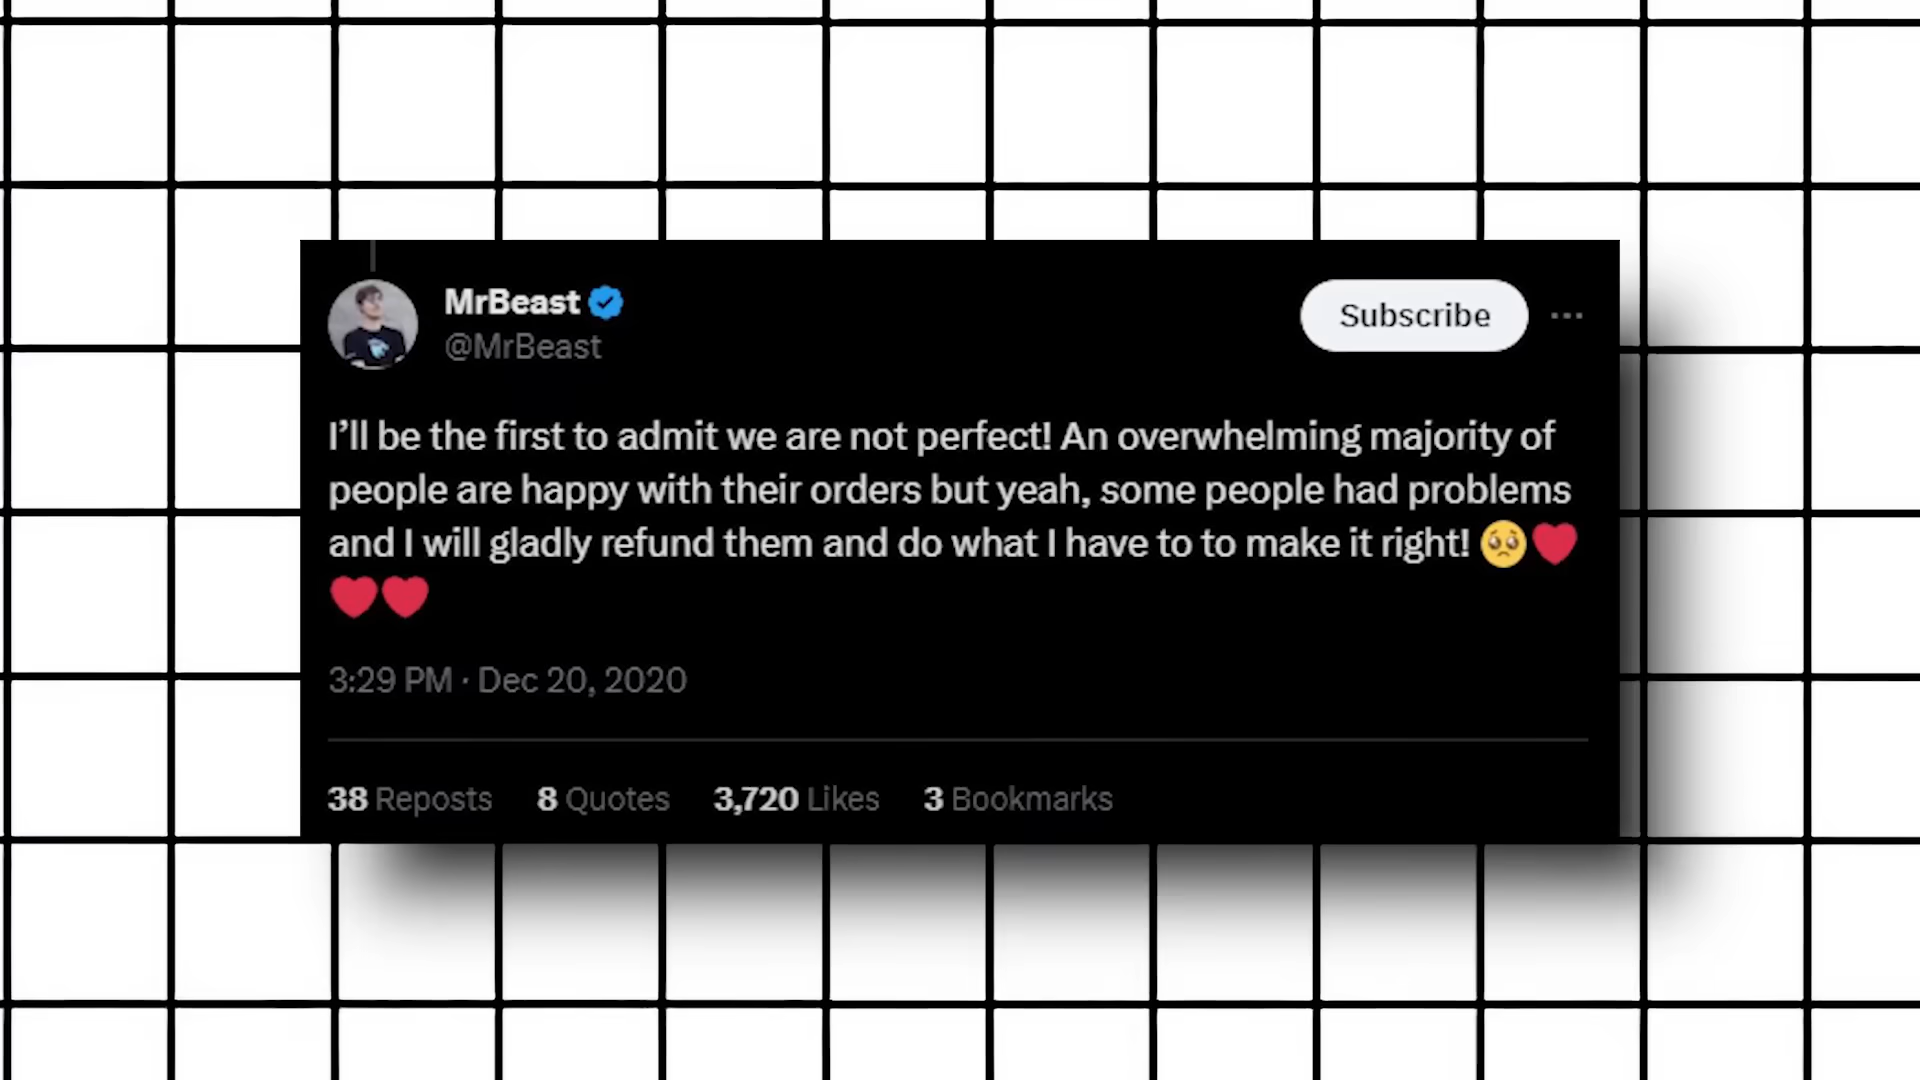 MrBeast
Subscribe ...
@MrBeast
I’ll be the first to admit we are not perfect! An overwhelming majority of
people are happy with their orders but yeah, some people had problems
and I will gladly refund them and do what I have to to make it right! 🥺❤️
❤️❤️
3:29 PM · Dec 20, 2020
38 Reposts 8 Quotes 3,720 Likes 3 Bookmarks